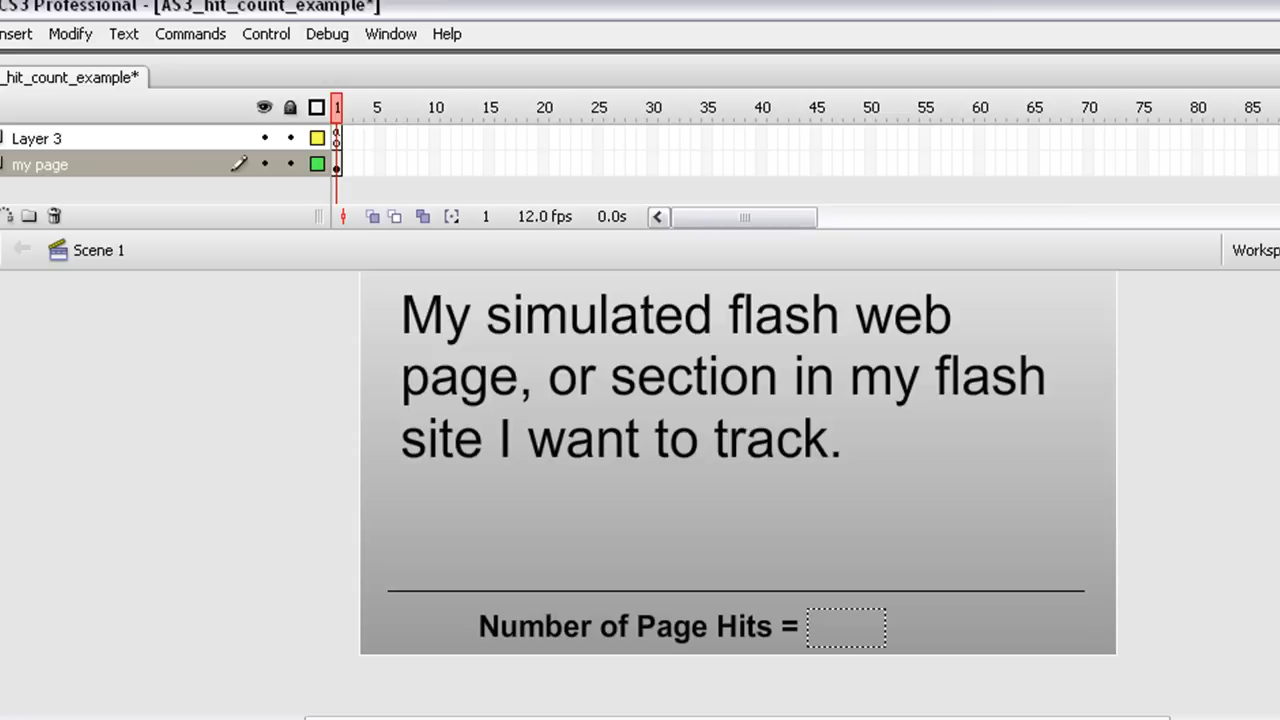 CS3 Professional - [AS3_hit_count_example*]
nsert Modify Text Commands Control Debug Window Help
_hit_count_example*
1 5 10 15 20 25 30 35 40 45 50 55 60 65 70 75 80 85
Layer 3
my page
1 12.0 fps 0.0s
Scene 1
Worksp
My simulated flash web
page, or section in my flash
site I want to track.
Number of Page Hits =